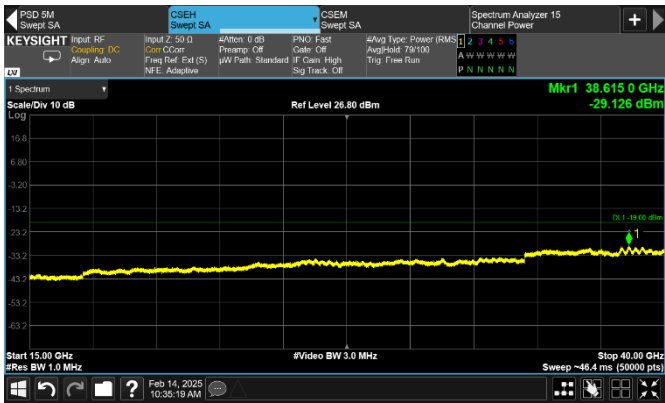 PSD 5M
Swept SA
CSEH
Swept SA
CSEM
Swept SA
Spectrum Analyzer 15
Channel Power
+
KEYSIGHT
Input: RF
Coupling: DC
Align: Auto
Input Z: 50 Ω
Corr CCorr
Freq Ref: Ext (S)
NFE: Adaptive
#Atten: 0 dB
Preamp: Off
µW Path: Standard
PNO: Fast
Gate: Off
IF Gain: High
Sig Track: Off
#Avg Type: Power (RMS
Avg|Hold: 79/100
Trig: Free Run
1 2 3 4 5 6
A W W W W W
P N N N N N
LXI
1 Spectrum
Scale/Div 10 dB
Log
Ref Level 26.80 dBm
Mkr1 38.615 0 GHz
-29.126 dBm
16.8
6.80
-3.20
-13.2
-23.2
-33.2
-43.2
-53.2
-63.2
DL1 -19.00 dBm
1
Start 15.00 GHz
#Res BW 1.0 MHz
#Video BW 3.0 MHz
Stop 40.00 GHz
Sweep ~46.4 ms (50000 pts)
?
Feb 14, 2025
10:35:19 AM